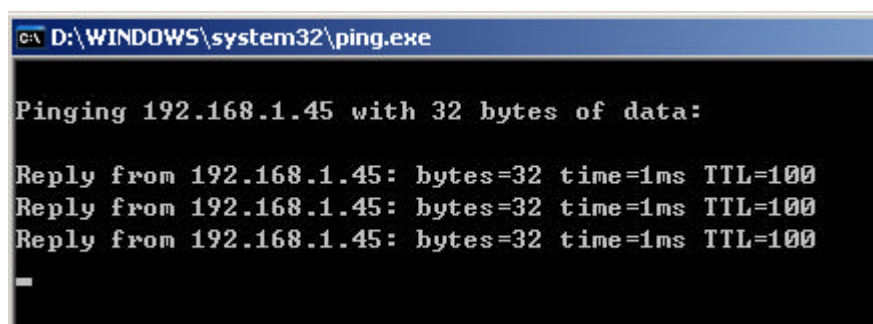 D:\WINDOWS\system32\ping.exe
Pinging 192.168.1.45 with 32 bytes of data:
Reply from 192.168.1.45: bytes=32 time=1ms TTL=100
Reply from 192.168.1.45: bytes=32 time=1ms TTL=100
Reply from 192.168.1.45: bytes=32 time=1ms TTL=100